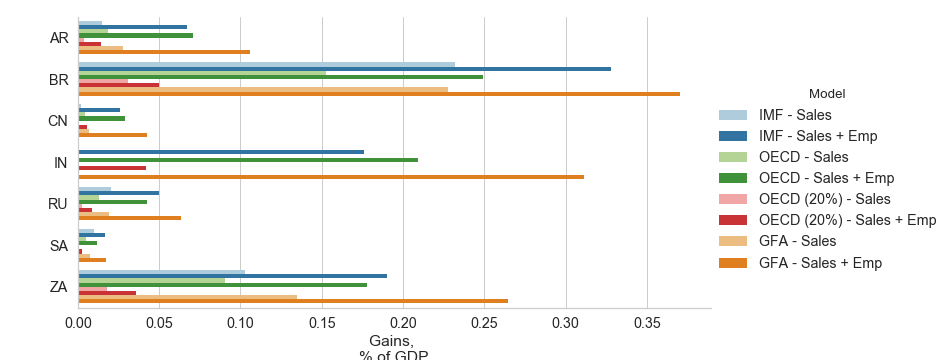 AR
BR
CN
IN
RU
SA
ZA
0.00 0.05 0.10 0.15 0.20 0.25 0.30 0.35
Gains,
% of GDP
Model
IMF - Sales
IMF - Sales + Emp
OECD - Sales
OECD - Sales + Emp
OECD (20%) - Sales
OECD (20%) - Sales + Emp
GFA - Sales
GFA - Sales + Emp